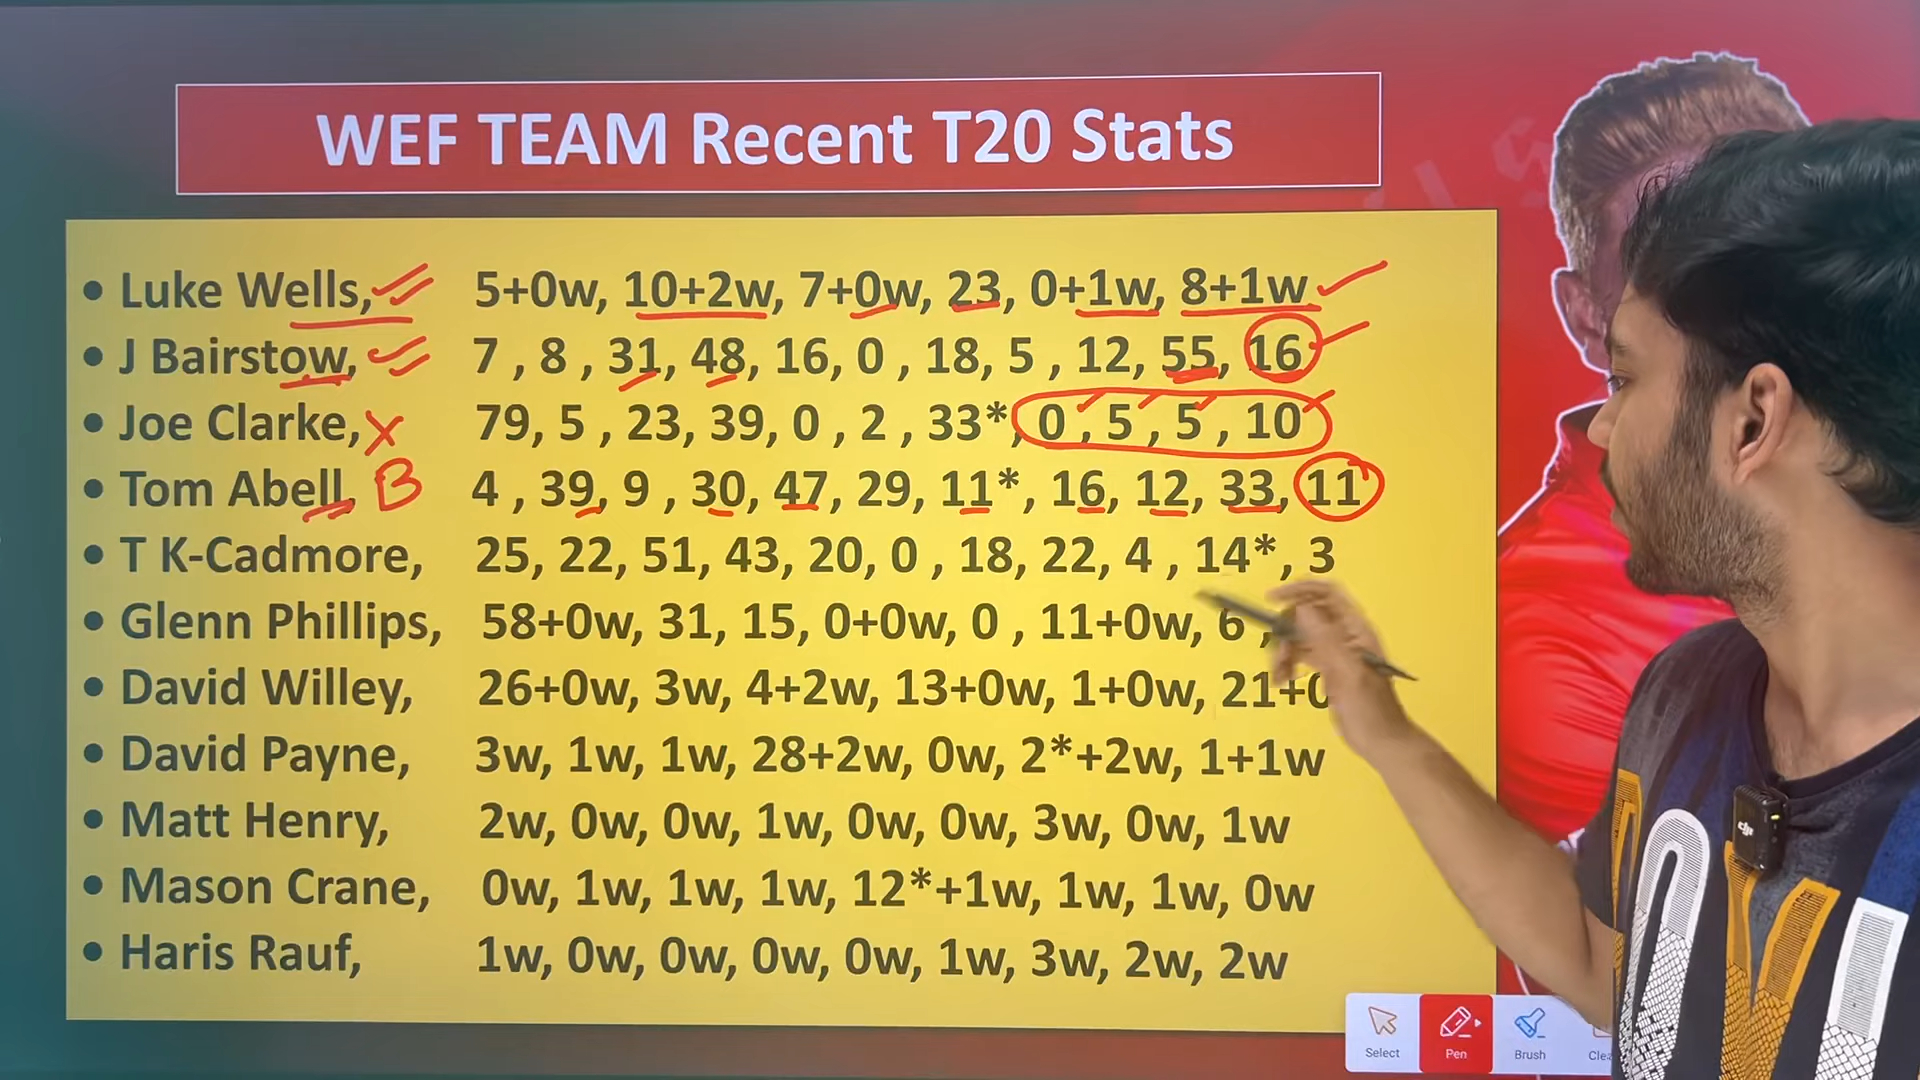 WEF TEAM Recent T20 Stats
• Luke Wells, 5+0w, 10+2w, 7+0w, 23, 0+1w, 8+1w
• J Bairstow, 7 , 8 , 31, 48, 16, 0 , 18, 5 , 12, 55, 16
• Joe Clarke, X 79, 5 , 23, 39, 0 , 2 , 33*, 0 , 5 , 5 , 10
• Tom Abell, B 4 , 39, 9 , 30, 47, 29, 11*, 16, 12, 33, 11
• T K-Cadmore, 25, 22, 51, 43, 20, 0 , 18, 22, 4 , 14*, 3
• Glenn Phillips, 58+0w, 31, 15, 0+0w, 0 , 11+0w, 6 ,
• David Willey, 26+0w, 3w, 4+2w, 13+0w, 1+0w, 21+0
• David Payne, 3w, 1w, 1w, 28+2w, 0w, 2*+2w, 1+1w
• Matt Henry, 2w, 0w, 0w, 1w, 0w, 0w, 3w, 0w, 1w
• Mason Crane, 0w, 1w, 1w, 1w, 12*+1w, 1w, 1w, 0w
• Haris Rauf, 1w, 0w, 0w, 0w, 0w, 1w, 3w, 2w, 2w
Select Pen Brush
dji